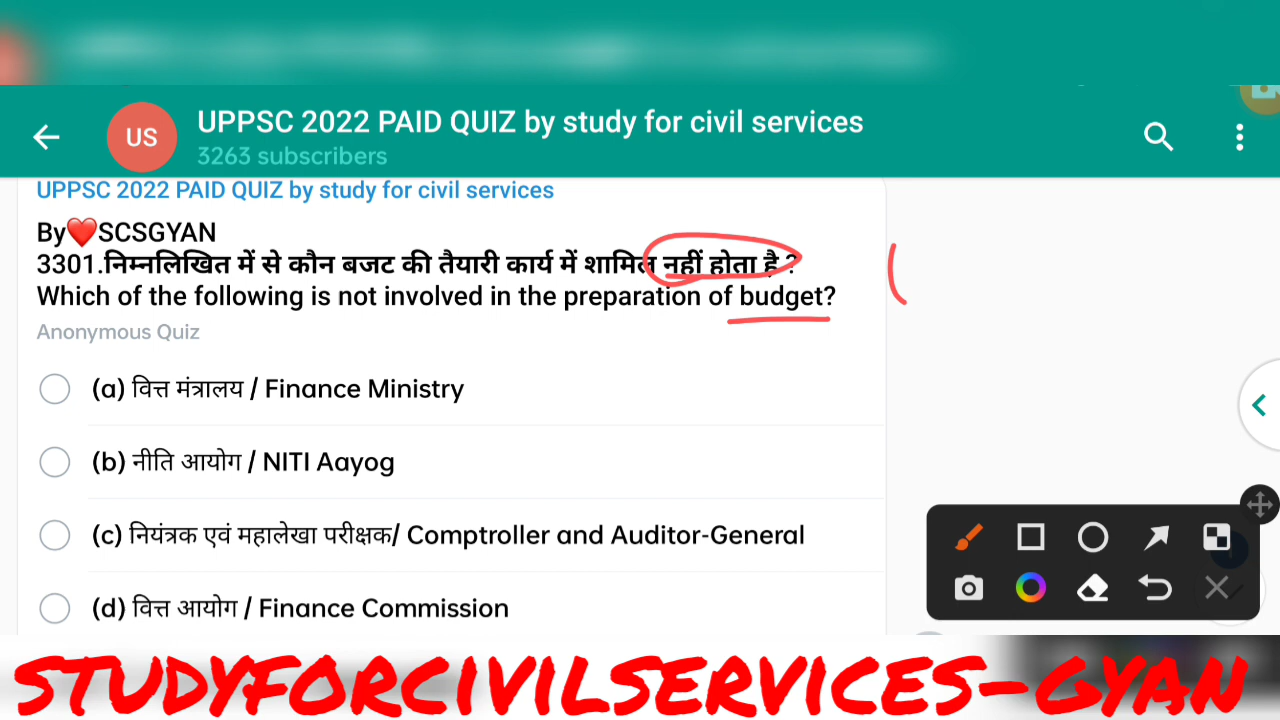 US
UPPSC 2022 PAID QUIZ by study for civil services
3263 subscribers
UPPSC 2022 PAID QUIZ by study for civil services
By❤️SCSGYAN
3301.निम्नलिखित में से कौन बजट की तैयारी कार्य में शामिल नहीं होता है ?
Which of the following is not involved in the preparation of budget?
Anonymous Quiz
(a) वित्त मंत्रालय / Finance Ministry
(b) नीति आयोग / NITI Aayog
(c) नियंत्रक एवं महालेखा परीक्षक/ Comptroller and Auditor-General
(d) वित्त आयोग / Finance Commission
STUDYFORCIVILSERVICES-GYAN